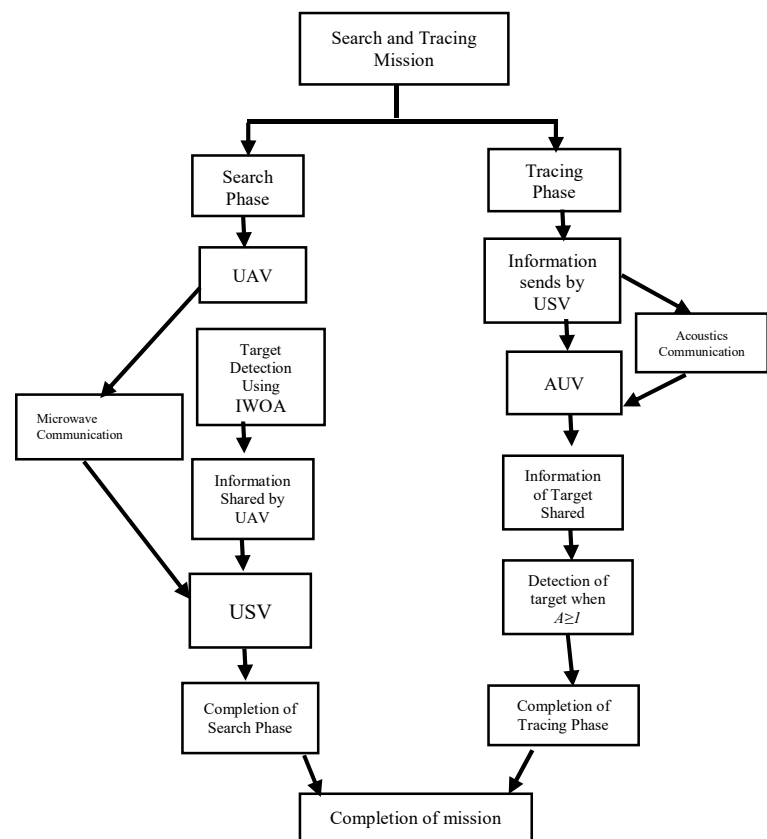 Search and Tracing
Mission
Search
Phase
UAV
Target
Detection
Using
IWOA
Microwave
Communication
Information
Shared by
UAV
USV
Completion of
Search Phase
Tracing
Phase
Information
sends by
USV
Acoustics
Communication
AUV
Information
of Target
Shared
Detection of
target when
A≥1
Completion of
Tracing Phase
Completion of mission